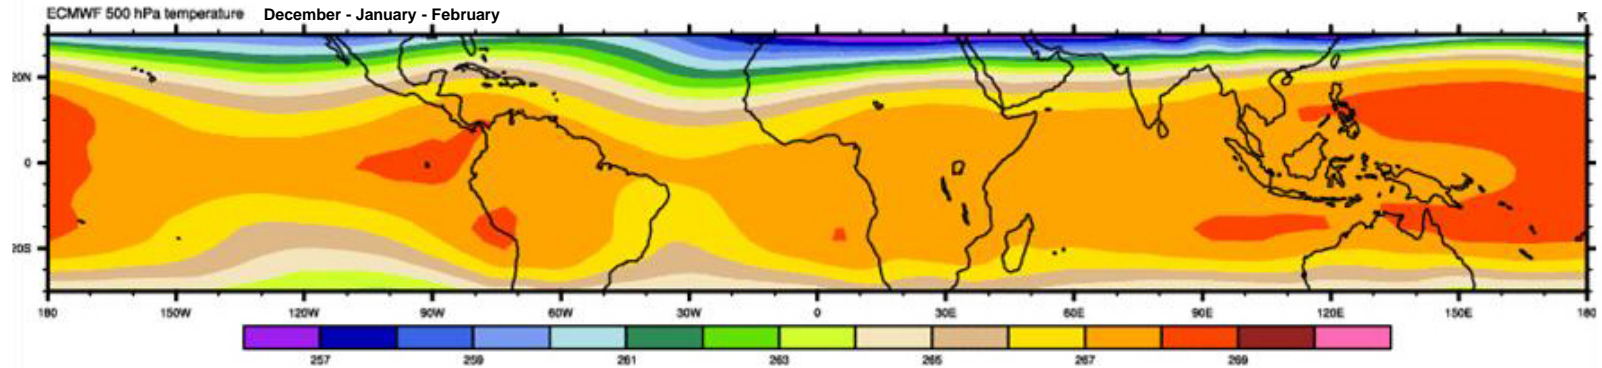 ECMWF 500 hPa temperature December - January - February K
20N
0
20S
180 150W 120W 90W 60W 30W 0 30E 60E 90E 120E 150E 180
257 259 261 263 265 267 269